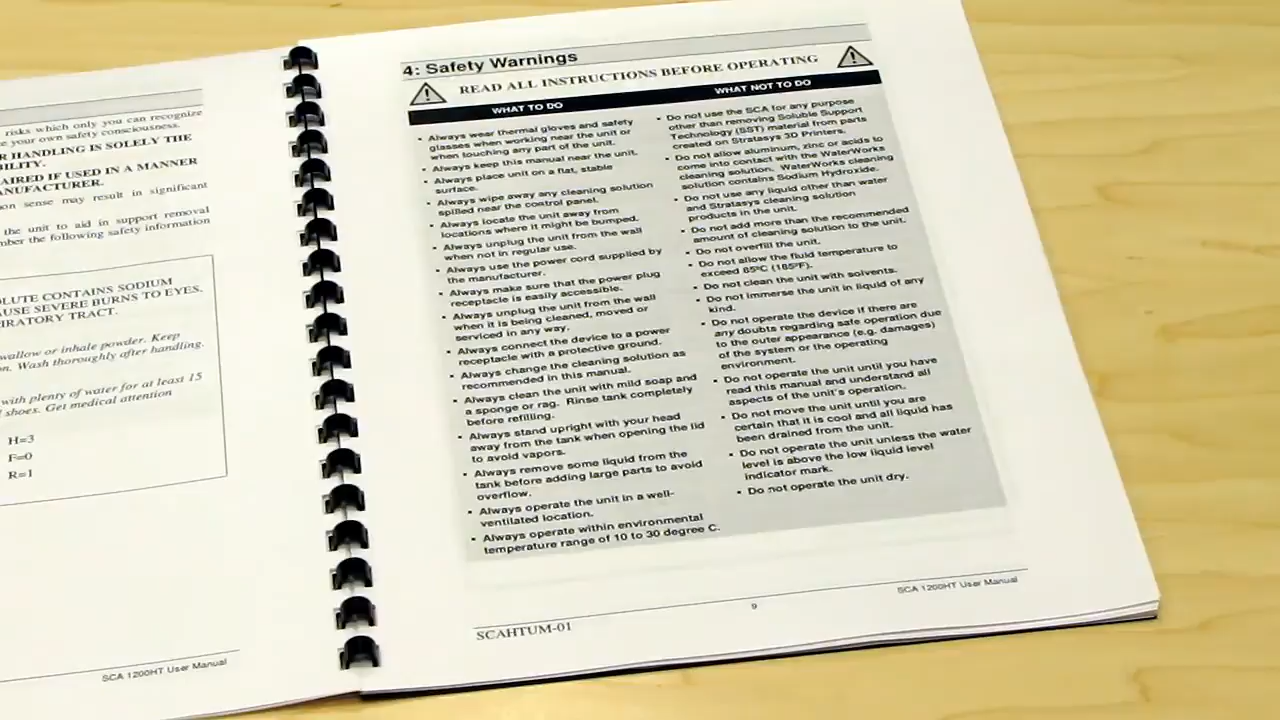 risks which only you can recognize
e your own safety consciousness.
R HANDLING IS SOLELY THE
BILITY.
AIRED IF USED IN A MANNER
ANUFACTURER.
on sense may result in significant
the unit to aid in support removal
mber the following safety information
OLUTE CONTAINS SODIUM
AUSE SEVERE BURNS TO EYES.
PIRATORY TRACT.
wallow or inhale powder. Keep
n. Wash thoroughly after handling.
with plenty of water for at least 15
shoes. Get medical attention
H=3
F=0
R=1
SCA 1200HT User Manual
4: Safety Warnings
READ ALL INSTRUCTIONS BEFORE OPERATING
WHAT TO DO
• Always wear thermal gloves and safety
glasses when working near the unit or
when touching any part of the unit.
• Always keep this manual near the unit.
• Always place unit on a flat, stable
surface.
• Always wipe away any cleaning solution
spilled near the control panel.
• Always locate the unit away from
locations where it might be bumped.
• Always unplug the unit from the wall
when not in regular use.
• Always use the power cord supplied by
the manufacturer.
• Always make sure that the power plug
receptacle is easily accessible.
• Always unplug the unit from the wall
when it is being cleaned, moved or
serviced in any way.
• Always connect the device to a power
receptacle with a protective ground.
• Always change the cleaning solution as
recommended in this manual.
• Always clean the unit with mild soap and
a sponge or rag. Rinse tank completely
before refilling.
• Always stand upright with your head
away from the tank when opening the lid
to avoid vapors.
• Always remove some liquid from the
tank before adding large parts to avoid
overflow.
• Always operate the unit in a well-
ventilated location.
• Always operate within environmental
temperature range of 10 to 30 degree C.
WHAT NOT TO DO
• Do not use the SCA for any purpose
other than removing Soluble Support
Technology (SST) material from parts
created on Stratasys 3D Printers.
• Do not allow aluminum, zinc or acids to
come into contact with the WaterWorks
cleaning solution. WaterWorks cleaning
solution contains Sodium Hydroxide.
• Do not use any liquid other than water
and Stratasys cleaning solution
products in the unit.
• Do not add more than the recommended
amount of cleaning solution to the unit.
• Do not overfill the unit.
• Do not allow the fluid temperature to
exceed 85ºC (185ºF).
• Do not clean the unit with solvents.
• Do not immerse the unit in liquid of any
kind.
• Do not operate the device if there are
any doubts regarding safe operation due
to the outer appearance (e.g. damages)
of the system or the operating
environment.
• Do not operate the unit until you have
read this manual and understand all
aspects of the unit's operation.
• Do not move the unit until you are
certain that it is cool and all liquid has
been drained from the unit.
• Do not operate the unit unless the water
level is above the low liquid level
indicator mark.
• Do not operate the unit dry.
SCAHTUM-01
9
SCA 1200HT User Manual